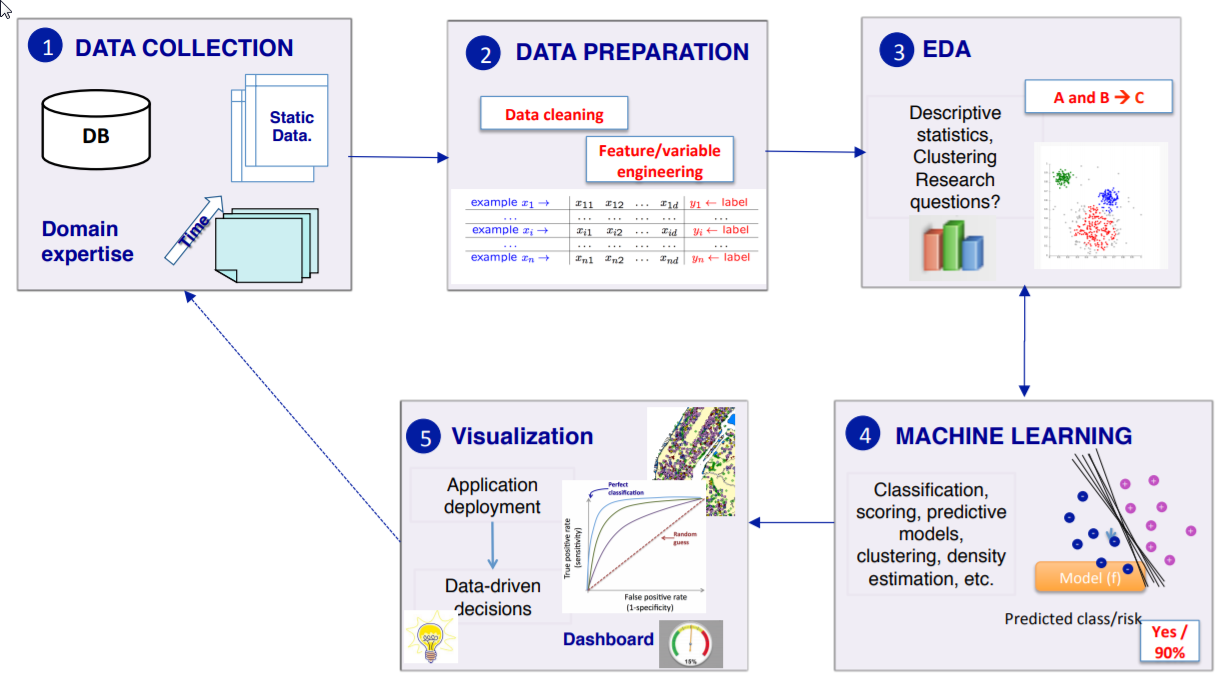 1 DATA COLLECTION
DB
Static
Data.
Domain
expertise
Time
2 DATA PREPARATION
Data cleaning
Feature/variable
engineering
example x₁ → x₁₁ x₁₂ … x₁d y₁ ← label
… … … … … …
example xᵢ → xᵢ₁ xᵢ₂ … xᵢd yᵢ ← label
… … … … … …
example xₙ → xₙ₁ xₙ₂ … xₙd yₙ ← label
3 EDA
A and B → C
Descriptive
statistics,
Clustering
Research
questions?
4 MACHINE LEARNING
Classification,
scoring, predictive
models,
clustering, density
estimation, etc.
Model (f)
Predicted class/risk
Yes /
90%
5 Visualization
Application
deployment
Data-driven
decisions
Perfect
classification
Random
guess
True positive rate
(sensitivity)
False positive rate
(1-specificity)
Dashboard
15%